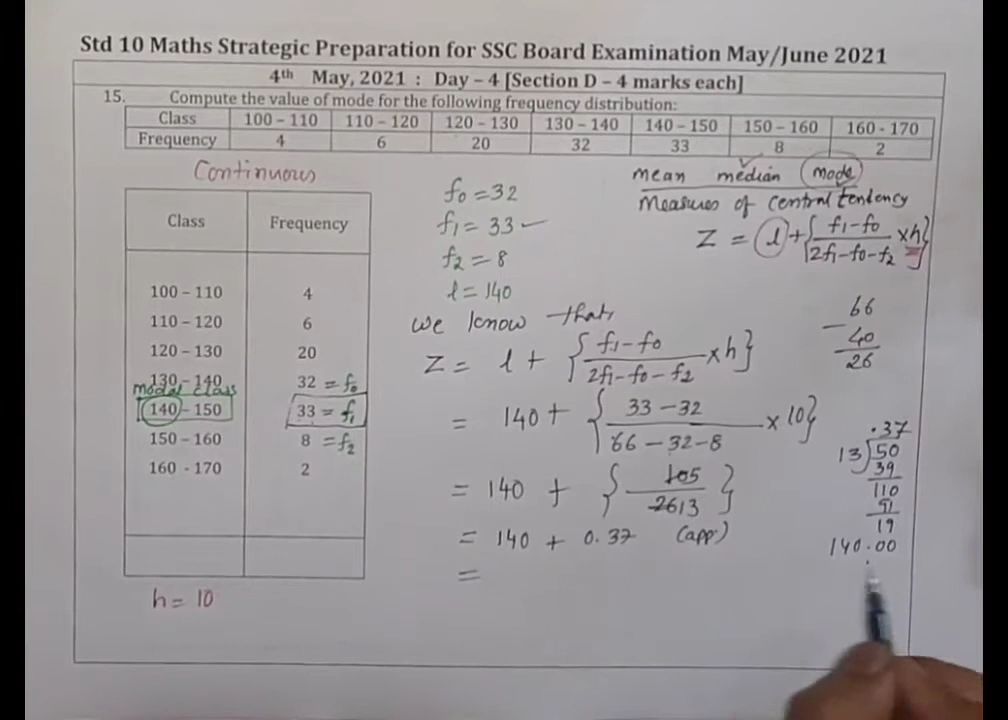 Std 10 Maths Strategic Preparation for SSC Board Examination May/June 2021
4th May, 2021 : Day – 4 [Section D – 4 marks each]
15. Compute the value of mode for the following frequency distribution:
Class 100 – 110 110 – 120 120 – 130 130 – 140 140 – 150 150 – 160 160 - 170
Frequency 4 6 20 32 33 8 2
Continuous
mean median mode
Measures of central tendency
Z = l + { f1-f0 / 2f1-f0-f2 × h }
f0 = 32
f1 = 33
f2 = 8
l = 140
Class Frequency
100 – 110 4
110 – 120 6
120 – 130 20
130 – 140 32 = f0
modal class
140 – 150 33 = f1
150 – 160 8 = f2
160 - 170 2
h = 10
we know that,
Z = l + { f1-f0 / 2f1-f0-f2 × h }
= 140 + { 33-32 / 66-32-8 × 10 }
= 140 + { 105 / 2613 }
= 140 + 0.37 (app.)
=
66
– 40
26
.37
13 50
39
110
91
19
140.00